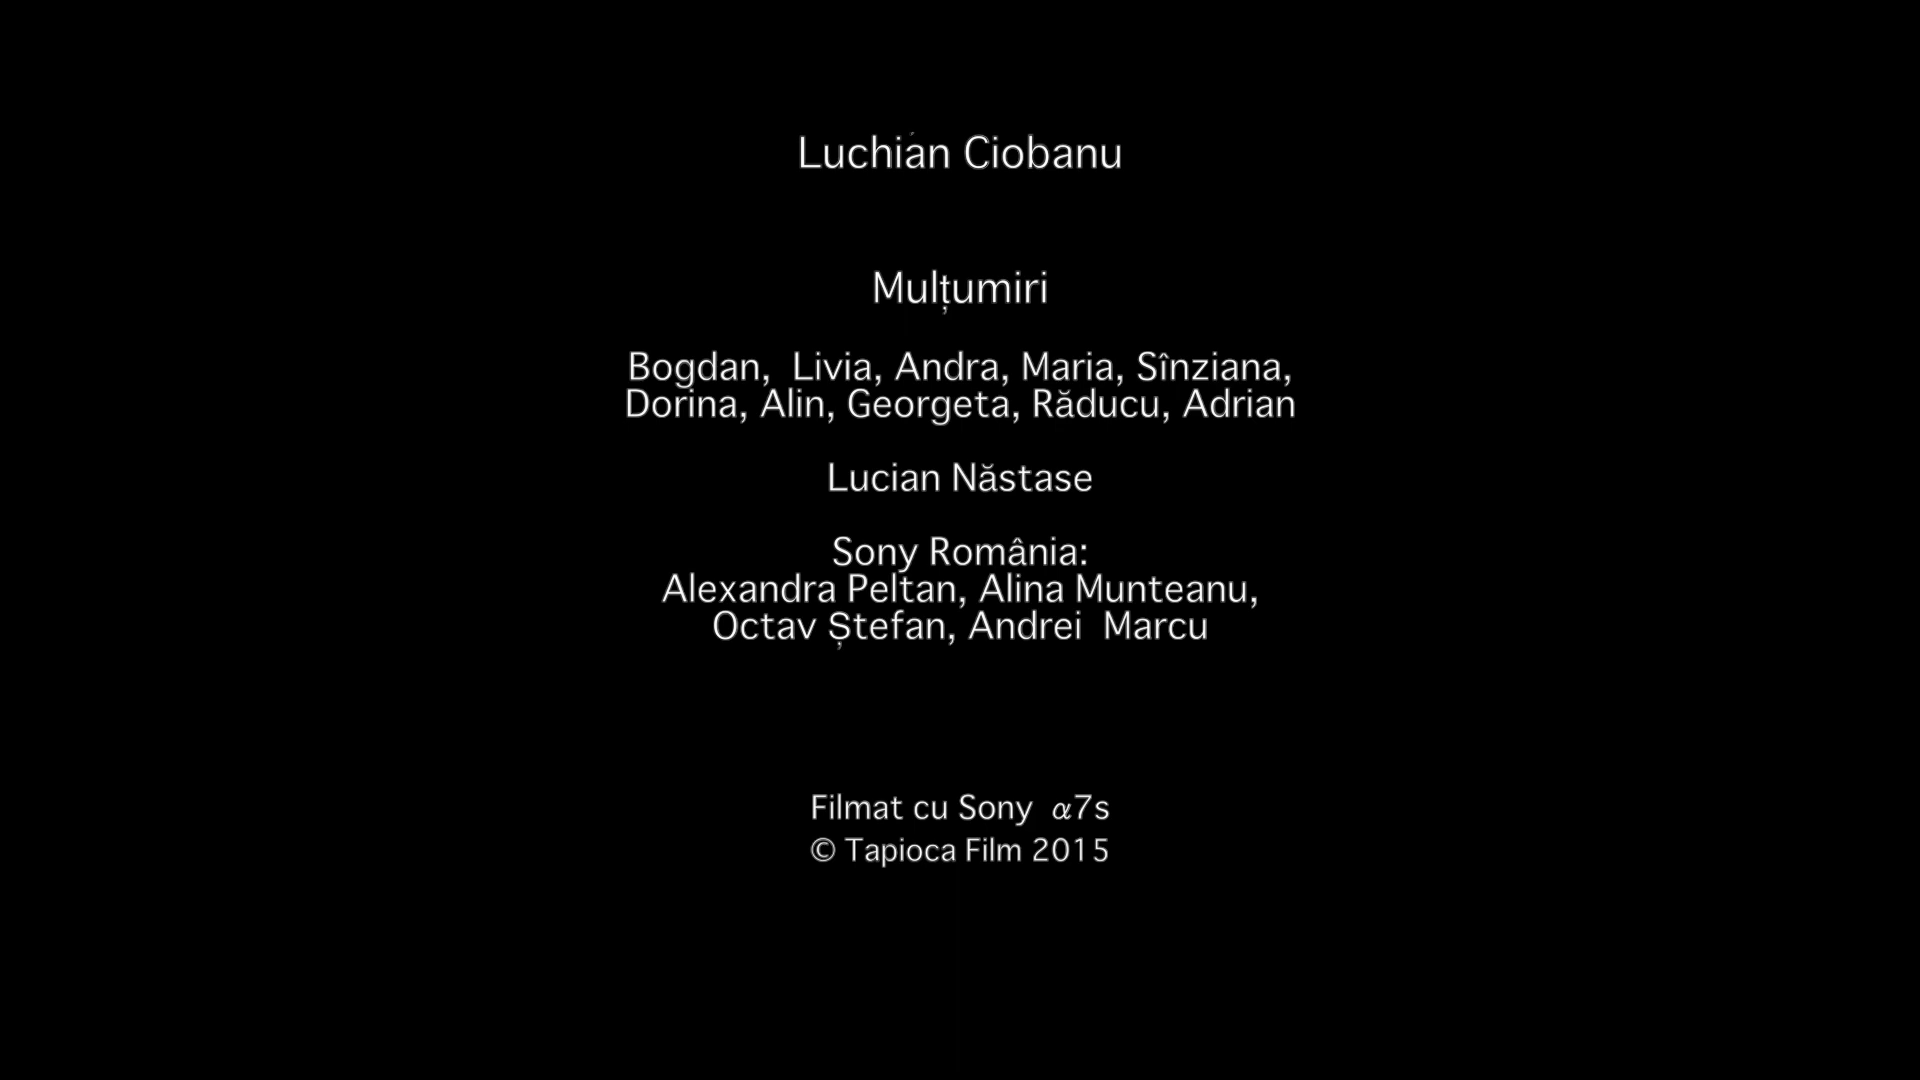 Luchian Ciobanu
Mulțumiri
Bogdan, Livia, Andra, Maria, Sînziana,
Dorina, Alin, Georgeta, Răducu, Adrian
Lucian Năstase
Sony România:
Alexandra Peltan, Alina Munteanu,
Octav Ștefan, Andrei Marcu
Filmat cu Sony α7s
© Tapioca Film 2015